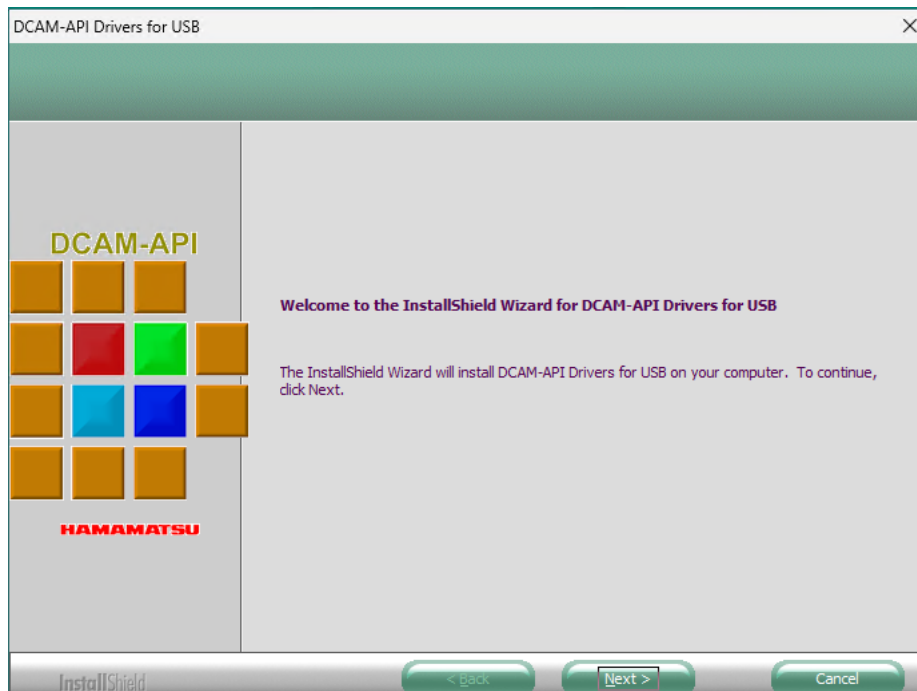 DCAM-API Drivers for USB
DCAM-API
Welcome to the InstallShield Wizard for DCAM-API Drivers for USB
The InstallShield Wizard will install DCAM-API Drivers for USB on your computer. To continue,
click Next.
HAMAMATSU
InstallShield
< Back
Next >
Cancel